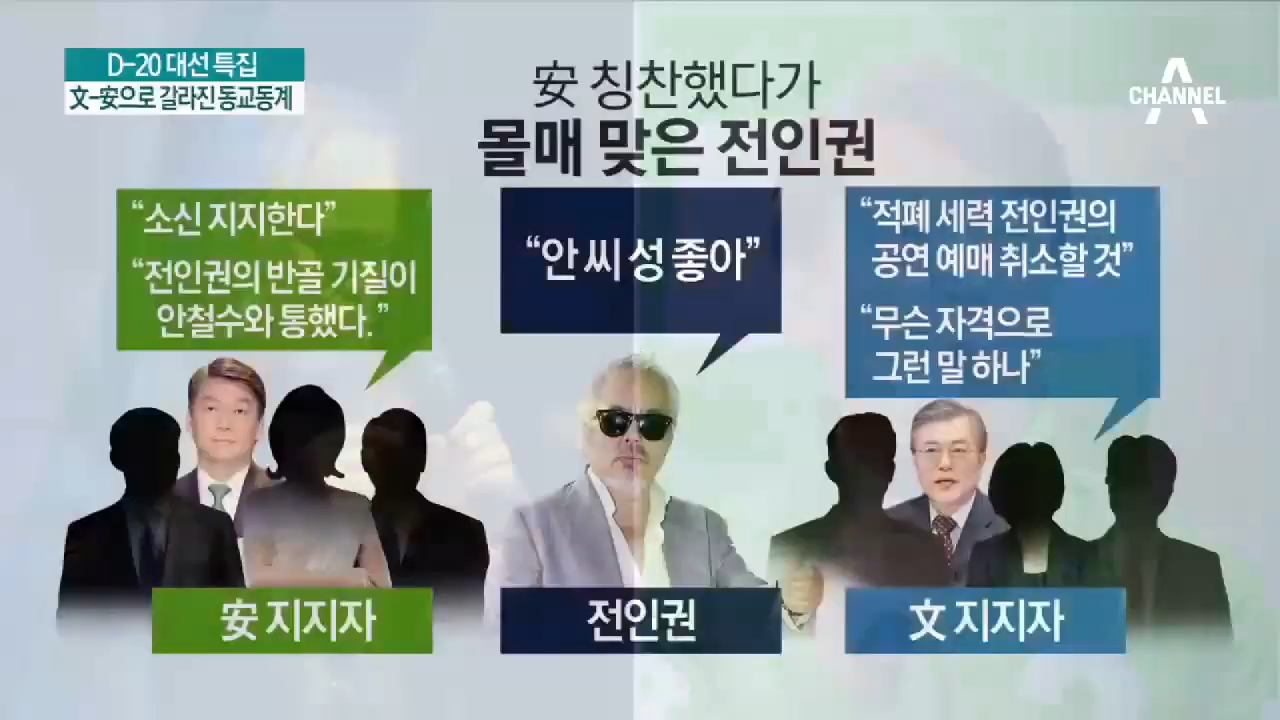 D-20 대선 특집
文-安으로 갈라진 동교동계
CHANNEL A
安 칭찬했다가
몰매 맞은 전인권
“소신 지지한다”
“전인권의 반골 기질이
안철수와 통했다.”
“안 씨 성 좋아”
“적폐 세력 전인권의
공연 예매 취소할 것”
“무슨 자격으로
그런 말 하나”
安 지지자
전인권
文 지지자